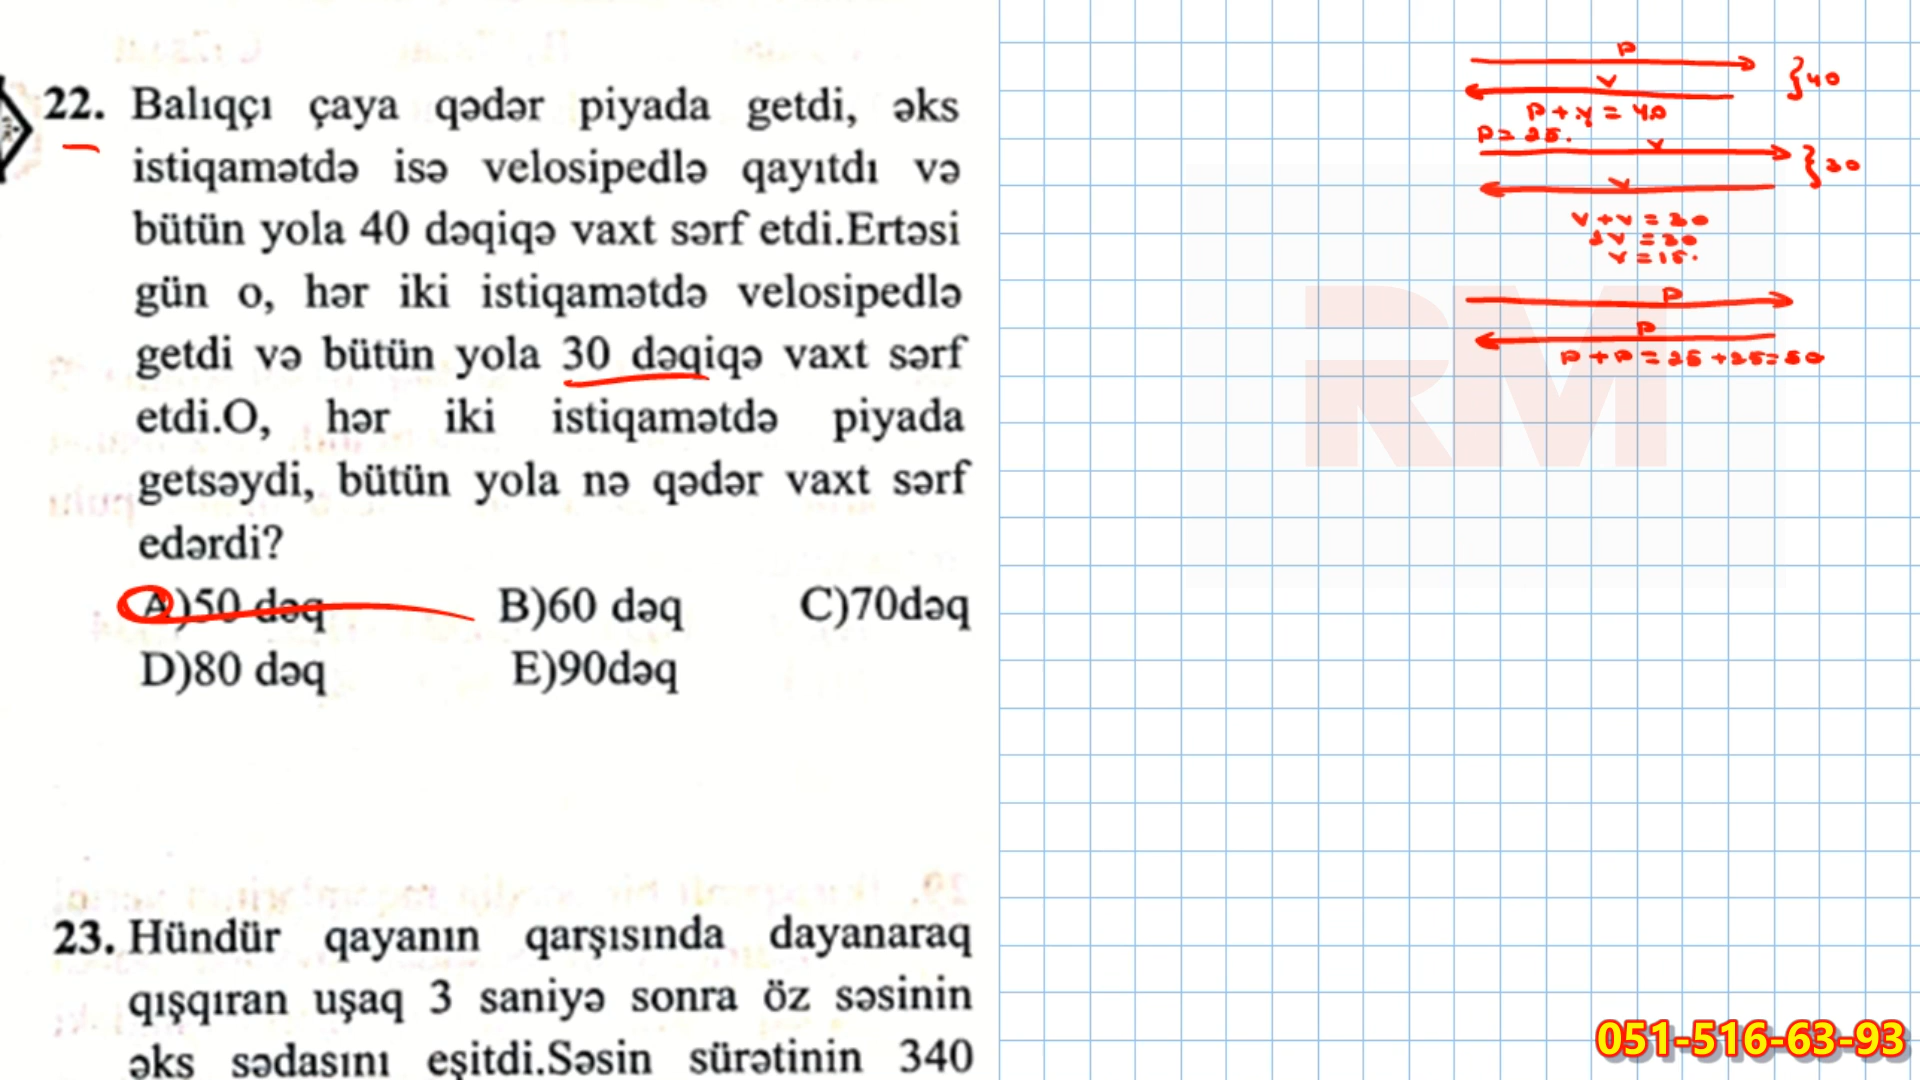 22. Balıqçı çaya qədər piyada getdi, əks
istiqamətdə isə velosipedlə qayıtdı və
bütün yola 40 dəqiqə vaxt sərf etdi.Ertəsi
gün o, hər iki istiqamətdə velosipedlə
getdi və bütün yola 30 dəqiqə vaxt sərf
etdi.O, hər iki istiqamətdə piyada
getsəydi, bütün yola nə qədər vaxt sərf
edərdi?
A)50 dəq B)60 dəq C)70dəq
D)80 dəq E)90dəq
23. Hündür qayanın qarşısında dayanaraq
qışqıran uşaq 3 saniyə sonra öz səsinin
əks sədasını eşitdi.Səsin sürətinin 340
P
V
}40
P + V = 40
P = 25.
V
}30
V
V + V = 30
2V = 30
V = 15.
P
P
P + P = 25 + 25 = 50
RM
051-516-63-93